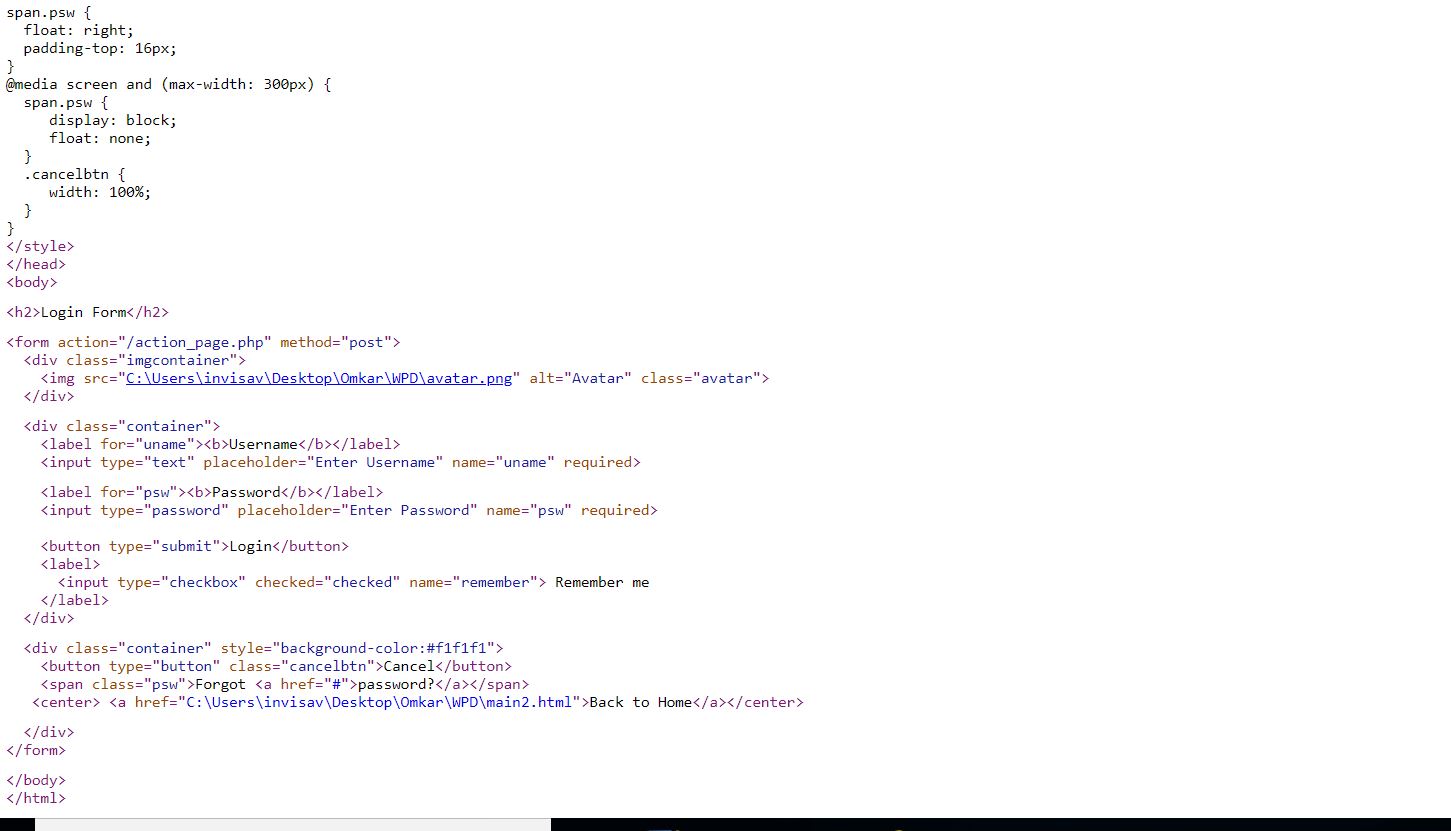 span.psw {
  float: right;
  padding-top: 16px;
}
@media screen and (max-width: 300px) {
  span.psw {
     display: block;
     float: none;
  }
  .cancelbtn {
     width: 100%;
  }
}
</style>
</head>
<body>
<h2>Login Form</h2>
<form action="/action_page.php" method="post">
  <div class="imgcontainer">
    <img src="C:\Users\invisav\Desktop\Omkar\WPD\avatar.png" alt="Avatar" class="avatar">
  </div>
  <div class="container">
    <label for="uname"><b>Username</b></label>
    <input type="text" placeholder="Enter Username" name="uname" required>
    <label for="psw"><b>Password</b></label>
    <input type="password" placeholder="Enter Password" name="psw" required>
    <button type="submit">Login</button>
    <label>
      <input type="checkbox" checked="checked" name="remember"> Remember me
    </label>
  </div>
  <div class="container" style="background-color:#f1f1f1">
    <button type="button" class="cancelbtn">Cancel</button>
    <span class="psw">Forgot <a href="#">password?</a></span>
   <center> <a href="C:\Users\invisav\Desktop\Omkar\WPD\main2.html">Back to Home</a></center>
  </div>
</form>
</body>
</html>